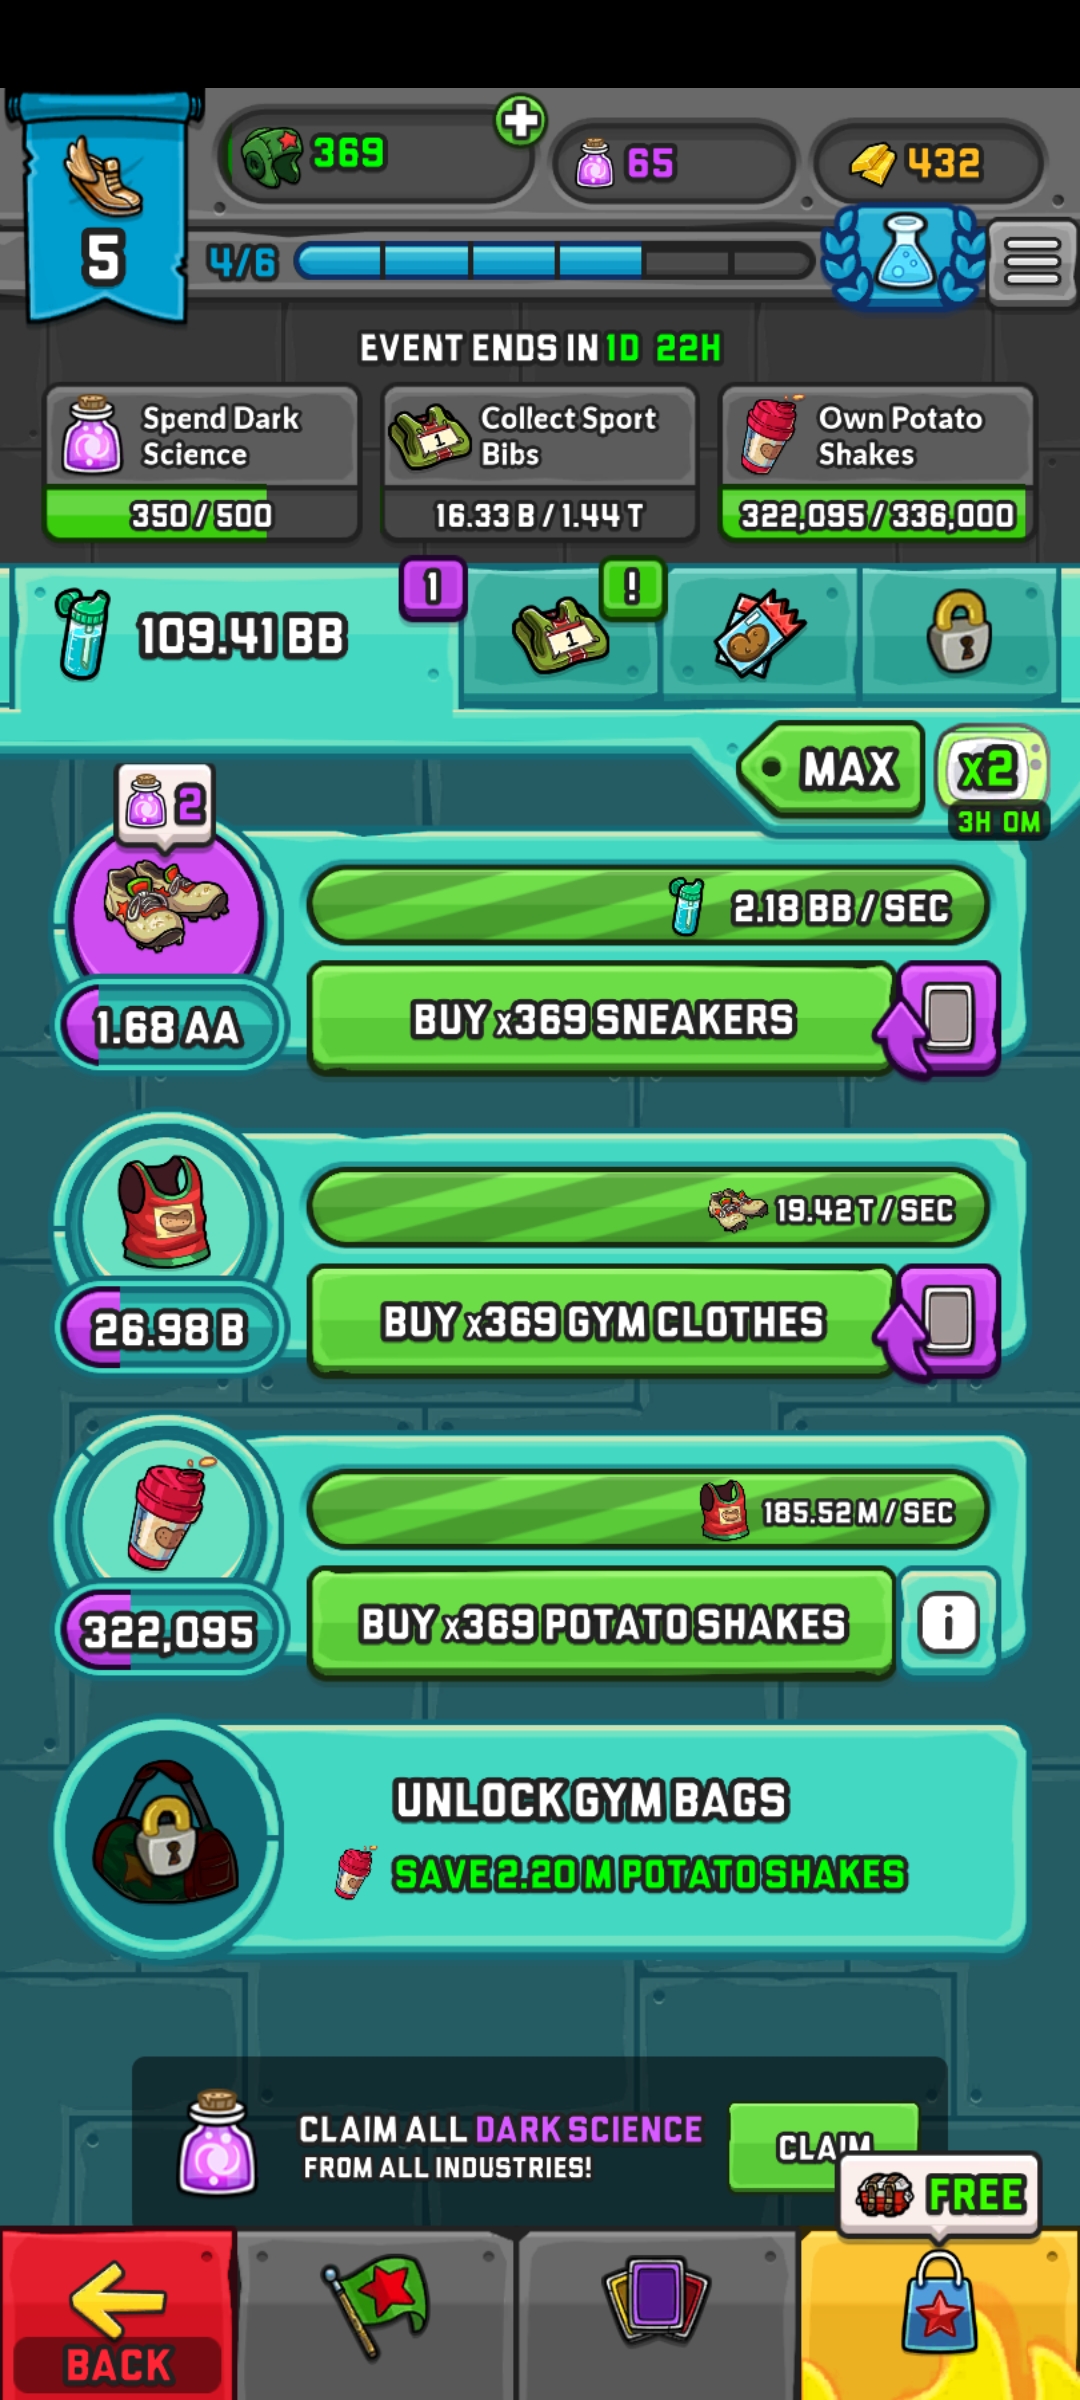 369
65
432
5
4/6
EVENT ENDS IN 1D 22H
Spend Dark
Science
350/500
Collect Sport
Bibs
16.33 B/1.44 T
Own Potato
Shakes
322,095/336,000
109.41 BB
1
!
1
MAX
x2
3H 0M
2
2.18 BB/SEC
1.68 AA
BUY x369 SNEAKERS
19.42 T/SEC
26.98 B
BUY x369 GYM CLOTHES
185.52 M/SEC
322,095
BUY x369 POTATO SHAKES
i
UNLOCK GYM BAGS
SAVE 2.20 M POTATO SHAKES
CLAIM ALL DARK SCIENCE
FROM ALL INDUSTRIES!
CLAIM
FREE
BACK